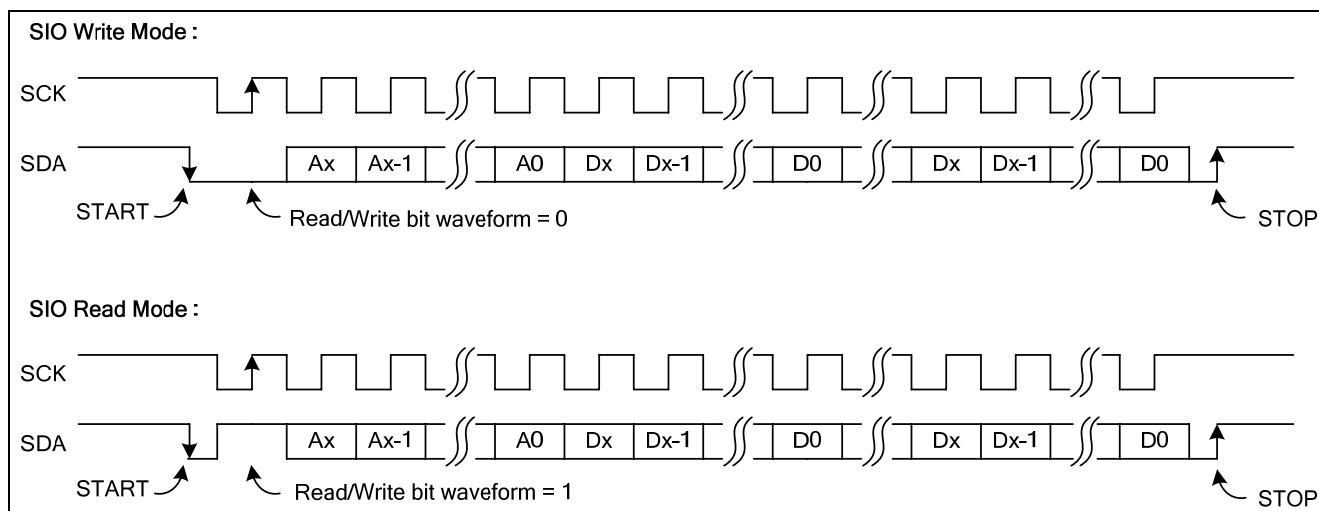 SIO Write Mode :
SCK
SDA
Ax Ax-1 A0 Dx Dx-1 D0 Dx Dx-1 D0
START Read/Write bit waveform = 0 STOP
SIO Read Mode :
SCK
SDA
Ax Ax-1 A0 Dx Dx-1 D0 Dx Dx-1 D0
START Read/Write bit waveform = 1 STOP